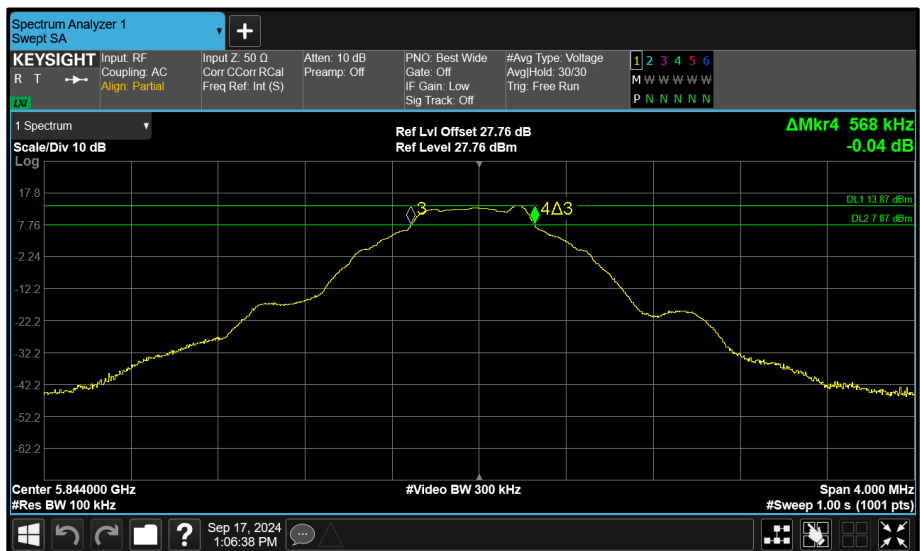 Spectrum Analyzer 1
Swept SA
+
KEYSIGHT
R T
LXI
Input: RF
Coupling: AC
Align: Partial
Input Z: 50 Ω
Corr CCorr RCal
Freq Ref: Int (S)
Atten: 10 dB
Preamp: Off
PNO: Best Wide
Gate: Off
IF Gain: Low
Sig Track: Off
#Avg Type: Voltage
Avg|Hold: 30/30
Trig: Free Run
1 2 3 4 5 6
M W W W W W
P N N N N N
1 Spectrum
Scale/Div 10 dB
Ref Lvl Offset 27.76 dB
Ref Level 27.76 dBm
ΔMkr4 568 kHz
-0.04 dB
Log
17.8
7.76
-2.24
-12.2
-22.2
-32.2
-42.2
-52.2
-62.2
3
4Δ3
DL1 13.87 dBm
DL2 7.87 dBm
Center 5.844000 GHz
#Res BW 100 kHz
#Video BW 300 kHz
Span 4.000 MHz
#Sweep 1.00 s (1001 pts)
?
Sep 17, 2024
1:06:38 PM